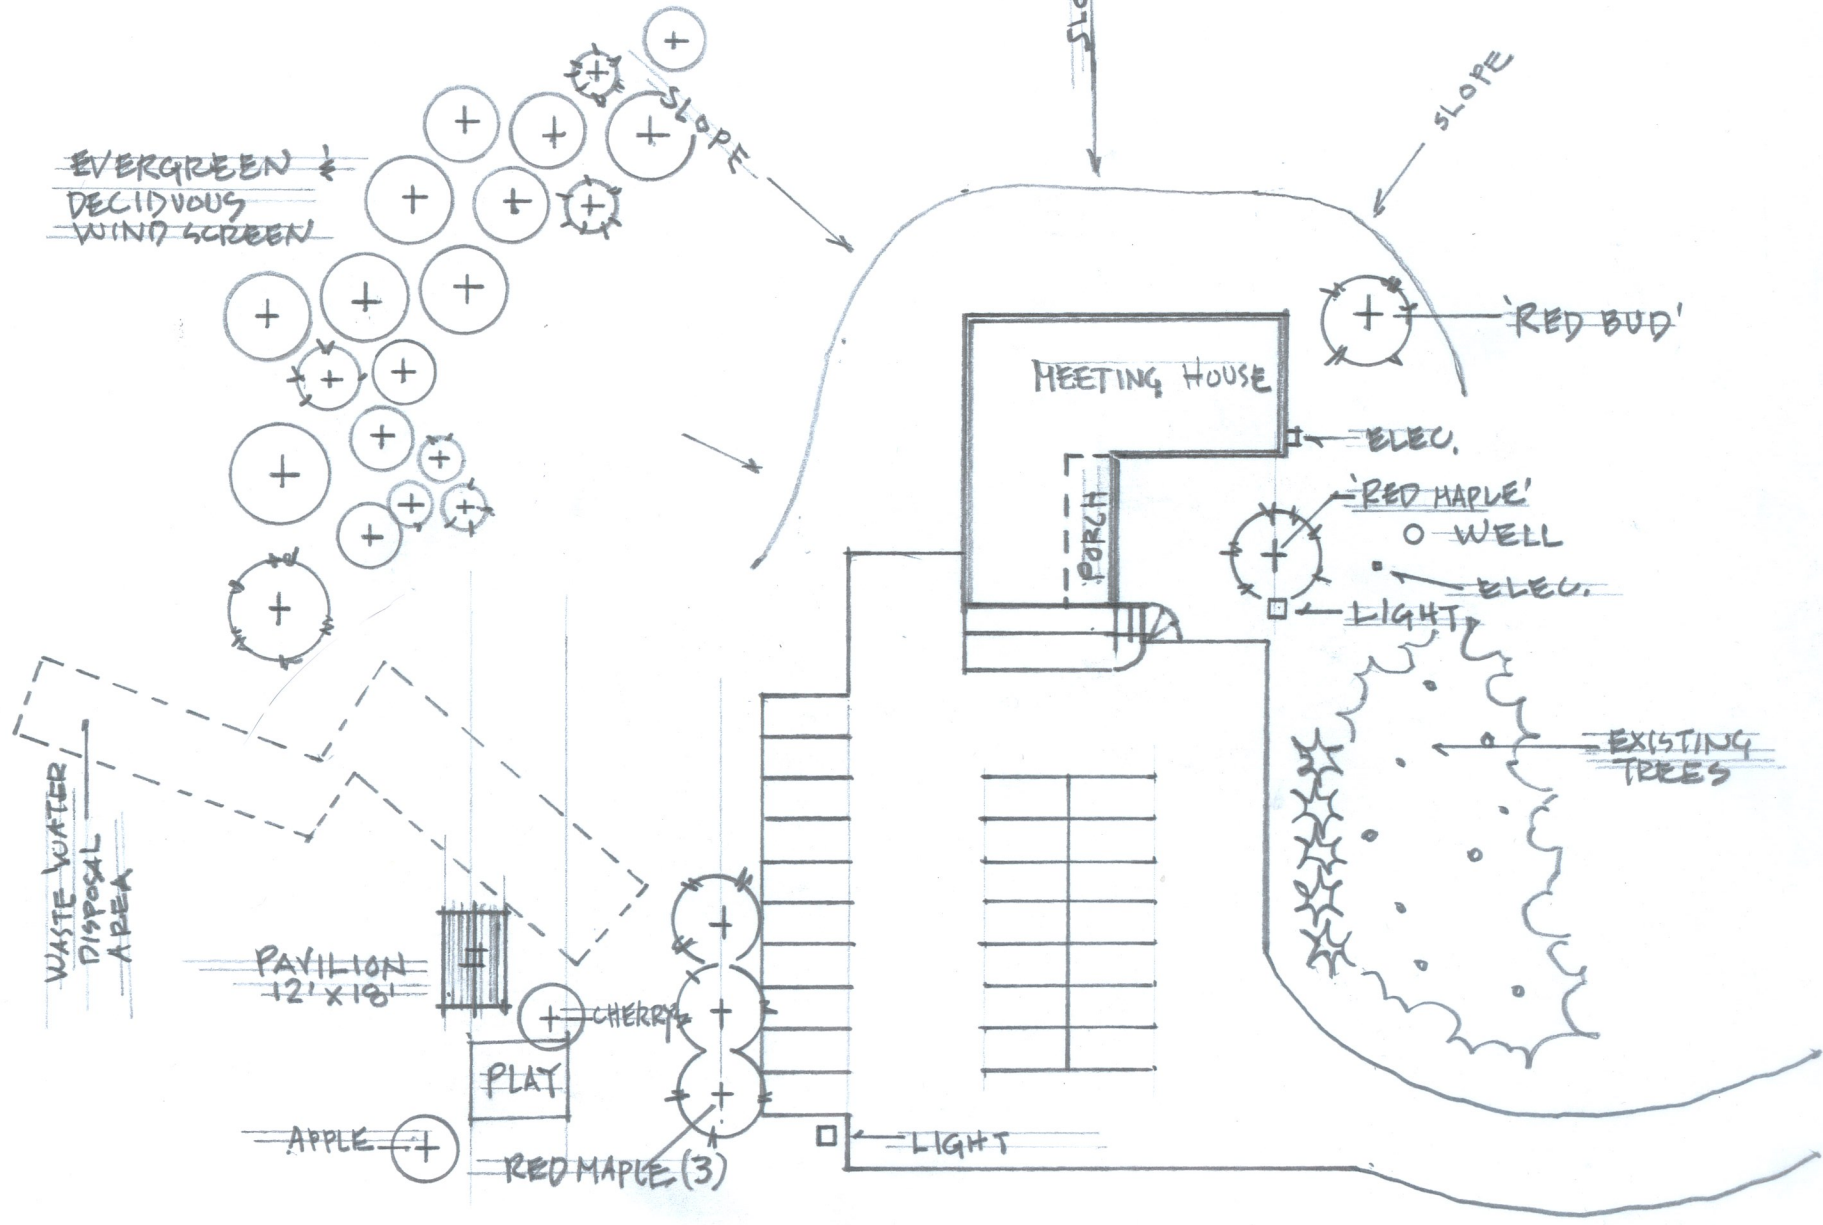 SLO
SLOPE
SLOPE
EVERGREEN &
DECIDUOUS
WIND SCREEN
'RED BUD'
MEETING HOUSE
ELEC.
'RED MAPLE'
WELL
PORCH
ELEC.
LIGHT
EXISTING
TREES
WASTE WATER
DISPOSAL
AREA
PAVILION
12' X 18'
CHERRY
PLAY
APPLE
RED MAPLE (3)
LIGHT